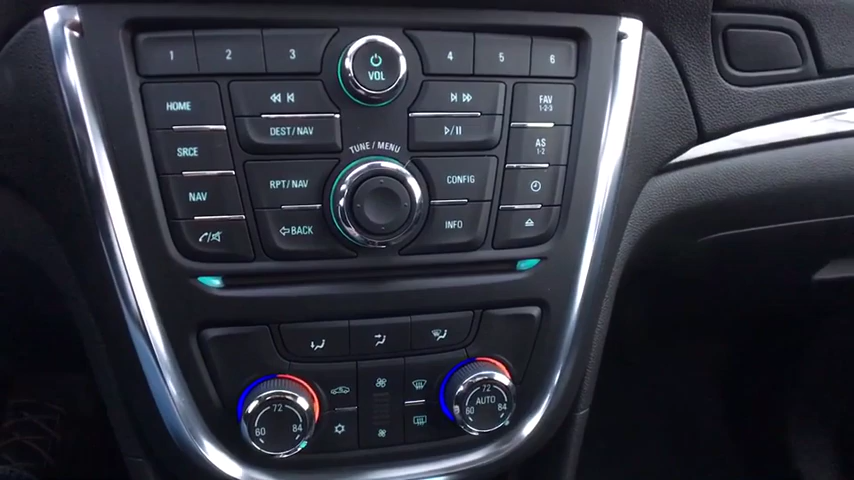 1 2 3 VOL 4 5 6
HOME FAV
1-2-3
SRCE DEST/NAV AS
1-2
TUNE/MENU
NAV RPT/NAV CONFIG
BACK INFO
72 72
AUTO
60 84 60 84